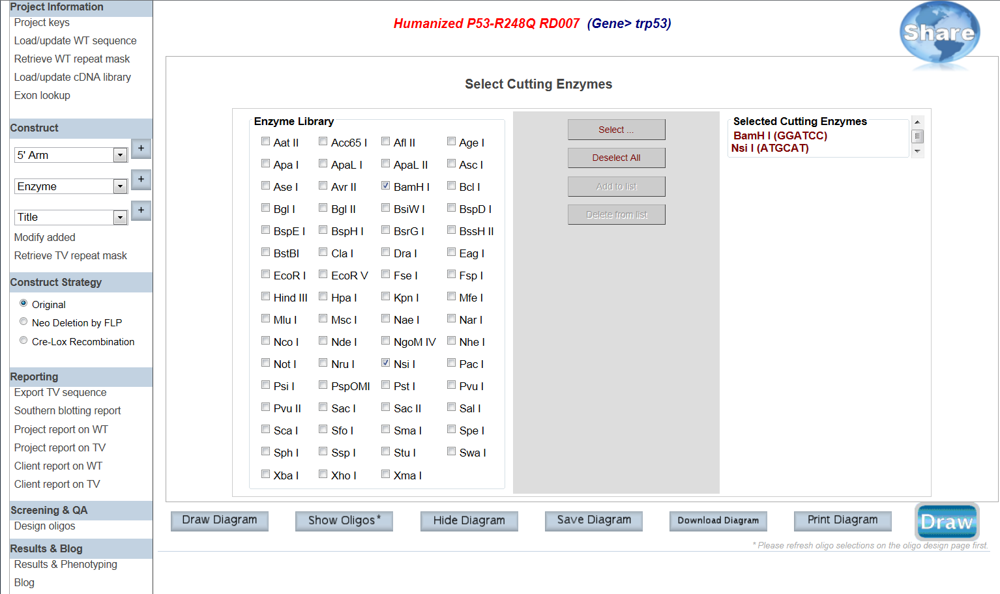 Project Information
Project keys
Load/update WT sequence
Retrieve WT repeat mask
Load/update cDNA library
Exon lookup
Construct
5' Arm
+
Enzyme
+
Title
+
Modify added
Retrieve TV repeat mask
Construct Strategy
Original
Neo Deletion by FLP
Cre-Lox Recombination
Reporting
Export TV sequence
Southern blotting report
Project report on WT
Project report on TV
Client report on WT
Client report on TV
Screening & QA
Design oligos
Results & Blog
Results & Phenotyping
Blog
Humanized P53-R248Q RD007 (Gene> trp53)
Share
Select Cutting Enzymes
Enzyme Library
Aat II Acc65 I Afl II Age I
Apa I ApaL I ApaL II Asc I
Ase I Avr II BamH I Bcl I
Bgl I Bgl II BsiW I BspD I
BspE I BspH I BsrG I BssH II
BstBI Cla I Dra I Eag I
EcoR I EcoR V Fse I Fsp I
Hind III Hpa I Kpn I Mfe I
Mlu I Msc I Nae I Nar I
Nco I Nde I NgoM IV Nhe I
Not I Nru I Nsi I Pac I
Psi I PspOMI Pst I Pvu I
Pvu II Sac I Sac II Sal I
Sca I Sfo I Sma I Spe I
Sph I Ssp I Stu I Swa I
Xba I Xho I Xma I
Select ...
Deselect All
Add to list
Delete from list
Selected Cutting Enzymes
BamH I (GGATCC)
Nsi I (ATGCAT)
Draw Diagram Show Oligos* Hide Diagram Save Diagram Download Diagram Print Diagram Draw
* Please refresh oligo selections on the oligo design page first.